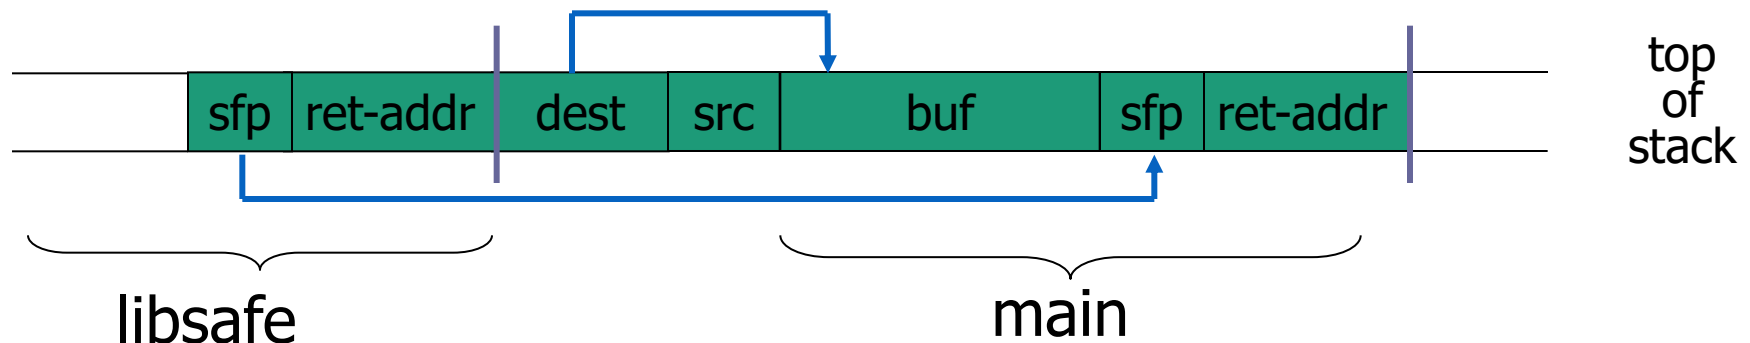 sfp ret-addr dest src buf sfp ret-addr
top
of
stack
libsafe main